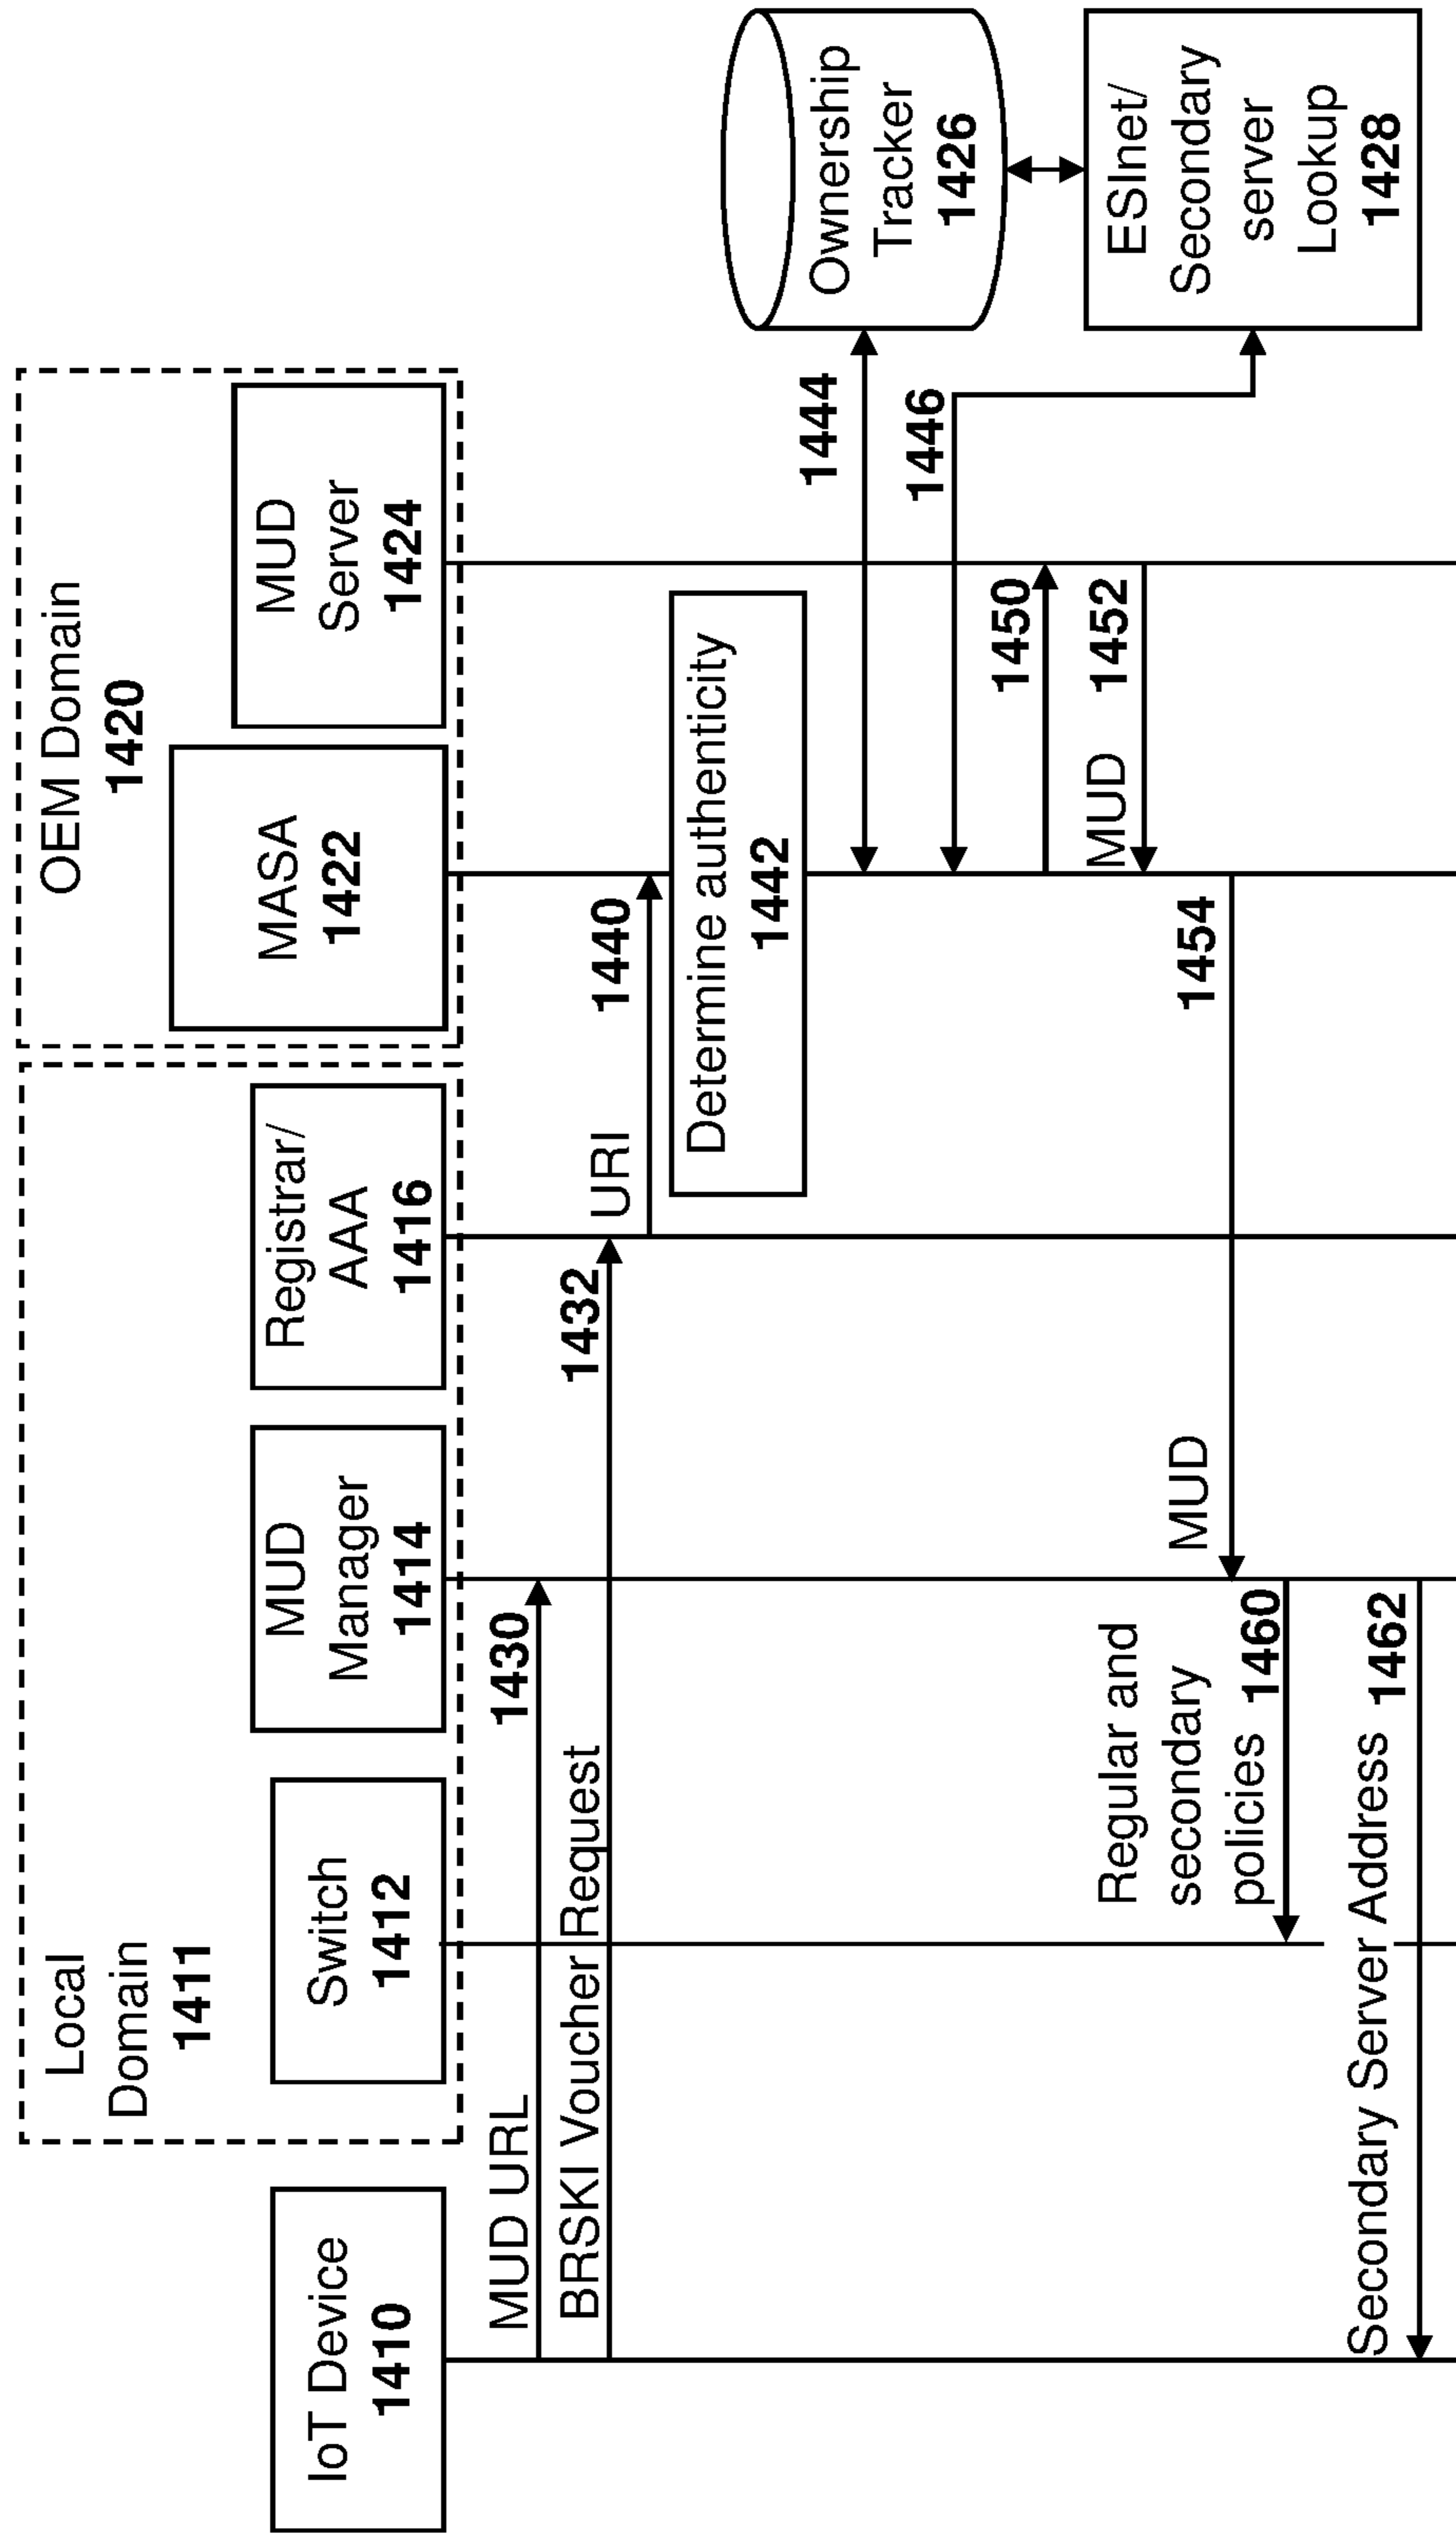 Local
Domain
1411
OEM Domain
1420
IoT Device
1410
Switch
1412
MUD
Manager
1414
Registrar/
AAA
1416
MASA
1422
MUD
Server
1424
MUD URL 1430
BRSKI Voucher Request 1432
URI 1440
Determine authenticity
1442
1444
Ownership
Tracker
1426
1446
ESInet/
Secondary
server
Lookup
1428
1450
MUD 1452
MUD 1454
Regular and
secondary
policies 1460
Secondary Server Address 1462